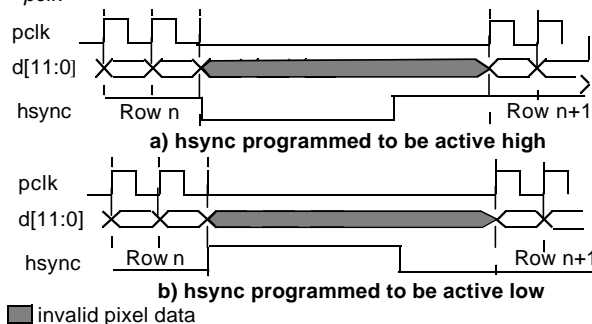 pclk
pclk
d[11:0]
hsync Row n Row n+1
a) hsync programmed to be active high
pclk
d[11:0]
hsync Row n Row n+1
b) hsync programmed to be active low
invalid pixel data